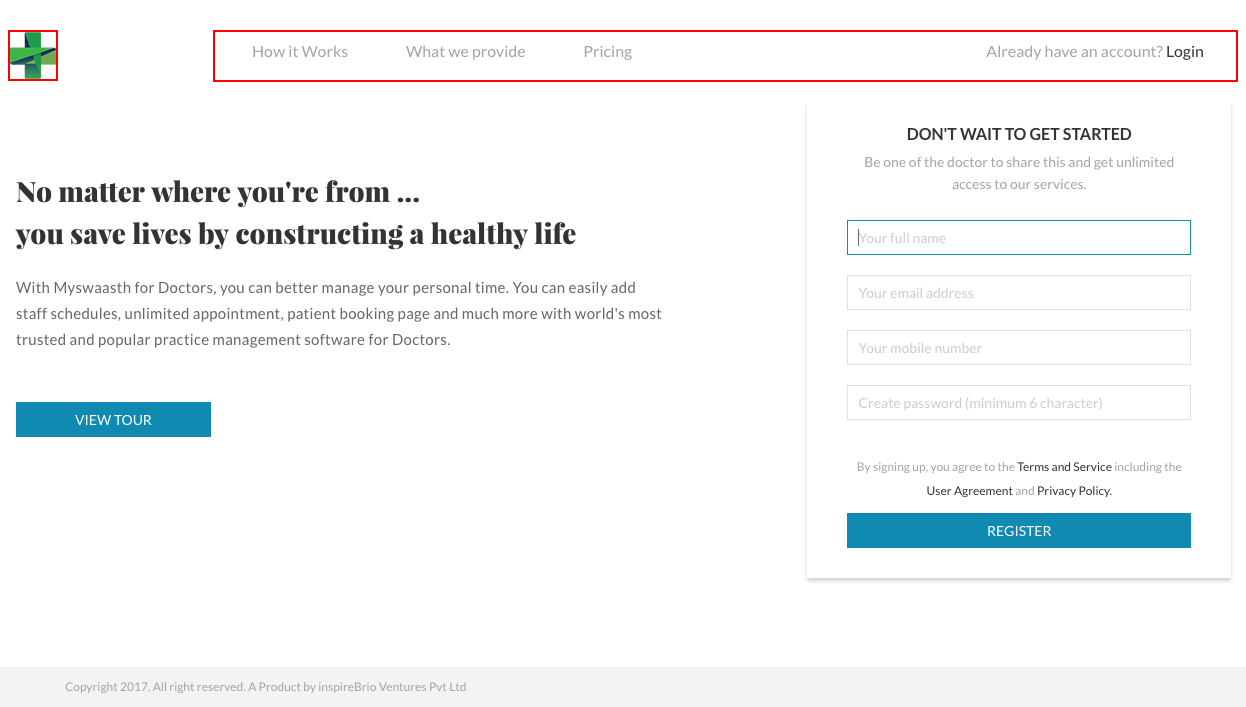 How it Works What we provide Pricing Already have an account? Login
No matter where you're from ...
you save lives by constructing a healthy life
With Myswaasth for Doctors, you can better manage your personal time. You can easily add
staff schedules, unlimited appointment, patient booking page and much more with world's most
trusted and popular practice management software for Doctors.
VIEW TOUR
DON'T WAIT TO GET STARTED
Be one of the doctor to share this and get unlimited
access to our services.
Your full name
Your email address
Your mobile number
Create password (minimum 6 character)
By signing up, you agree to the Terms and Service including the
User Agreement and Privacy Policy.
REGISTER
Copyright 2017. All right reserved. A Product by inspireBrio Ventures Pvt Ltd